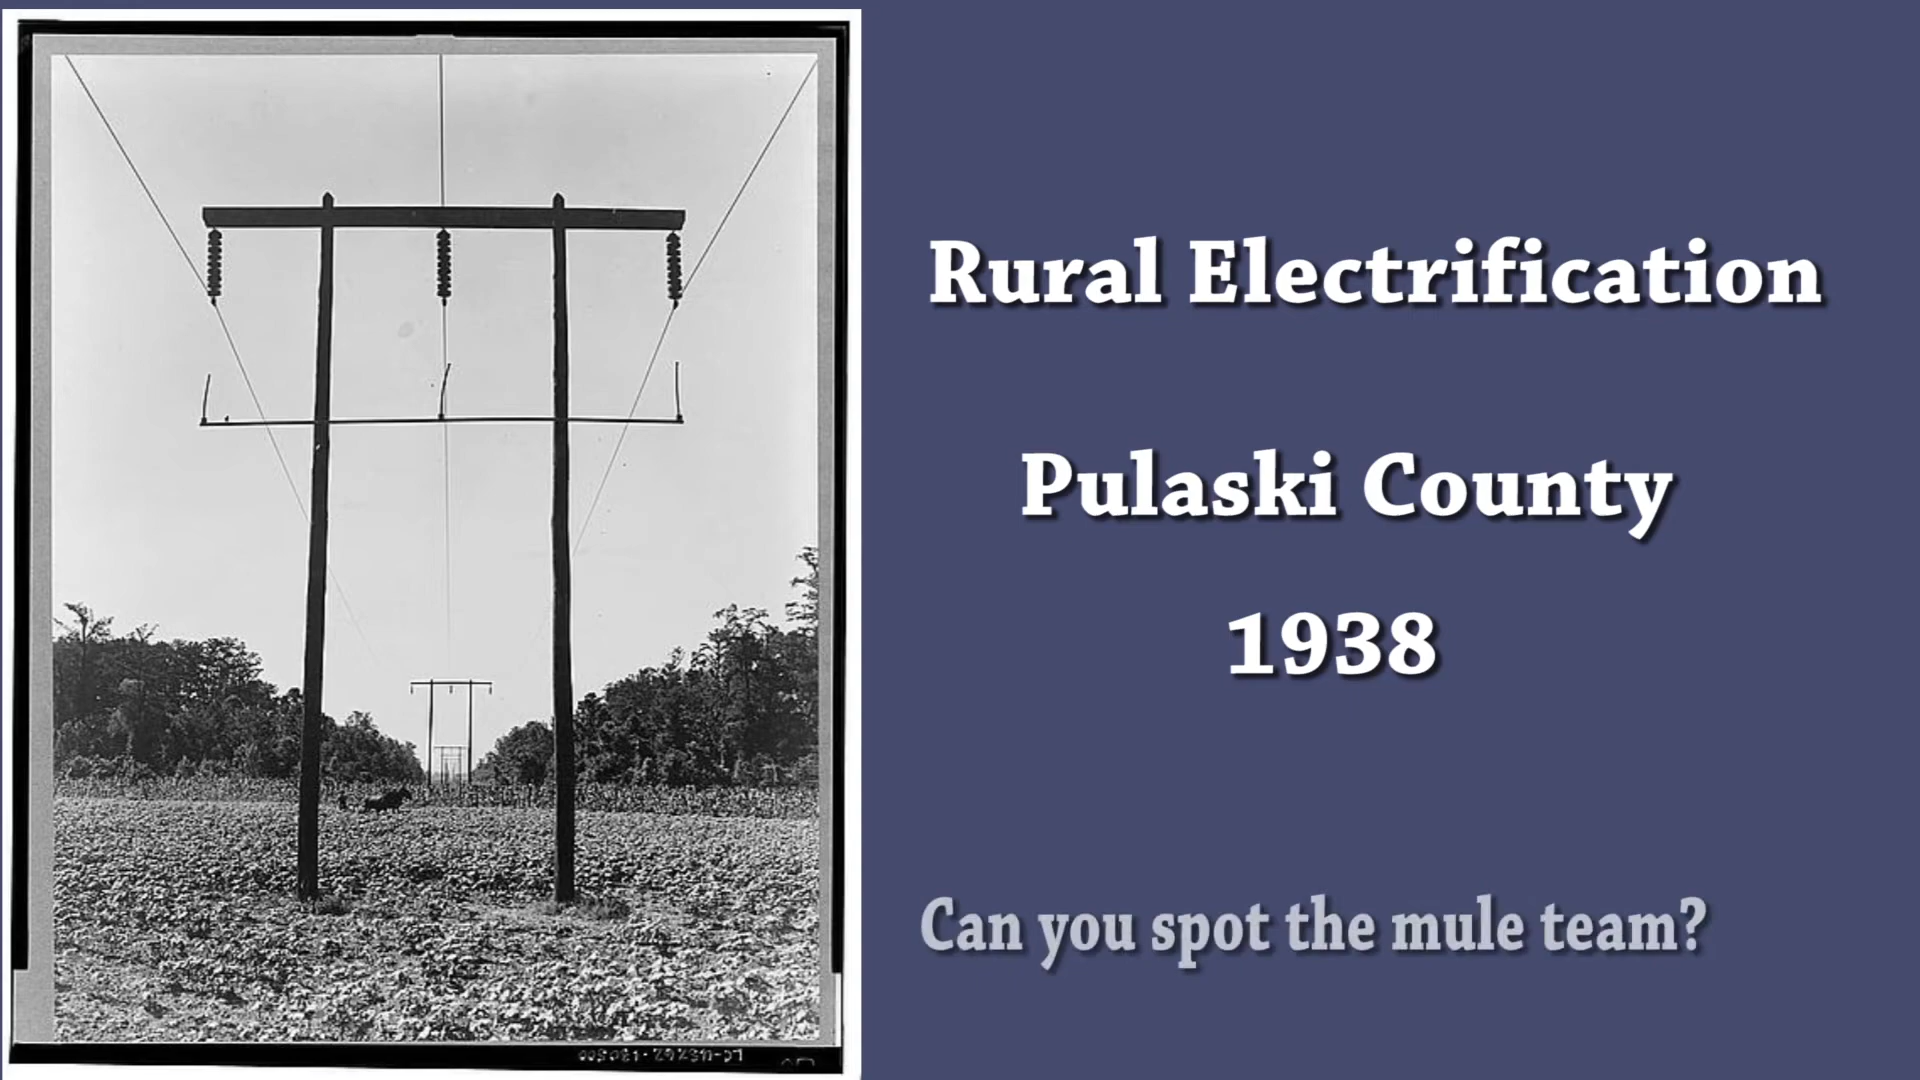 Rural Electrification
Pulaski County
1938
Can you spot the mule team?